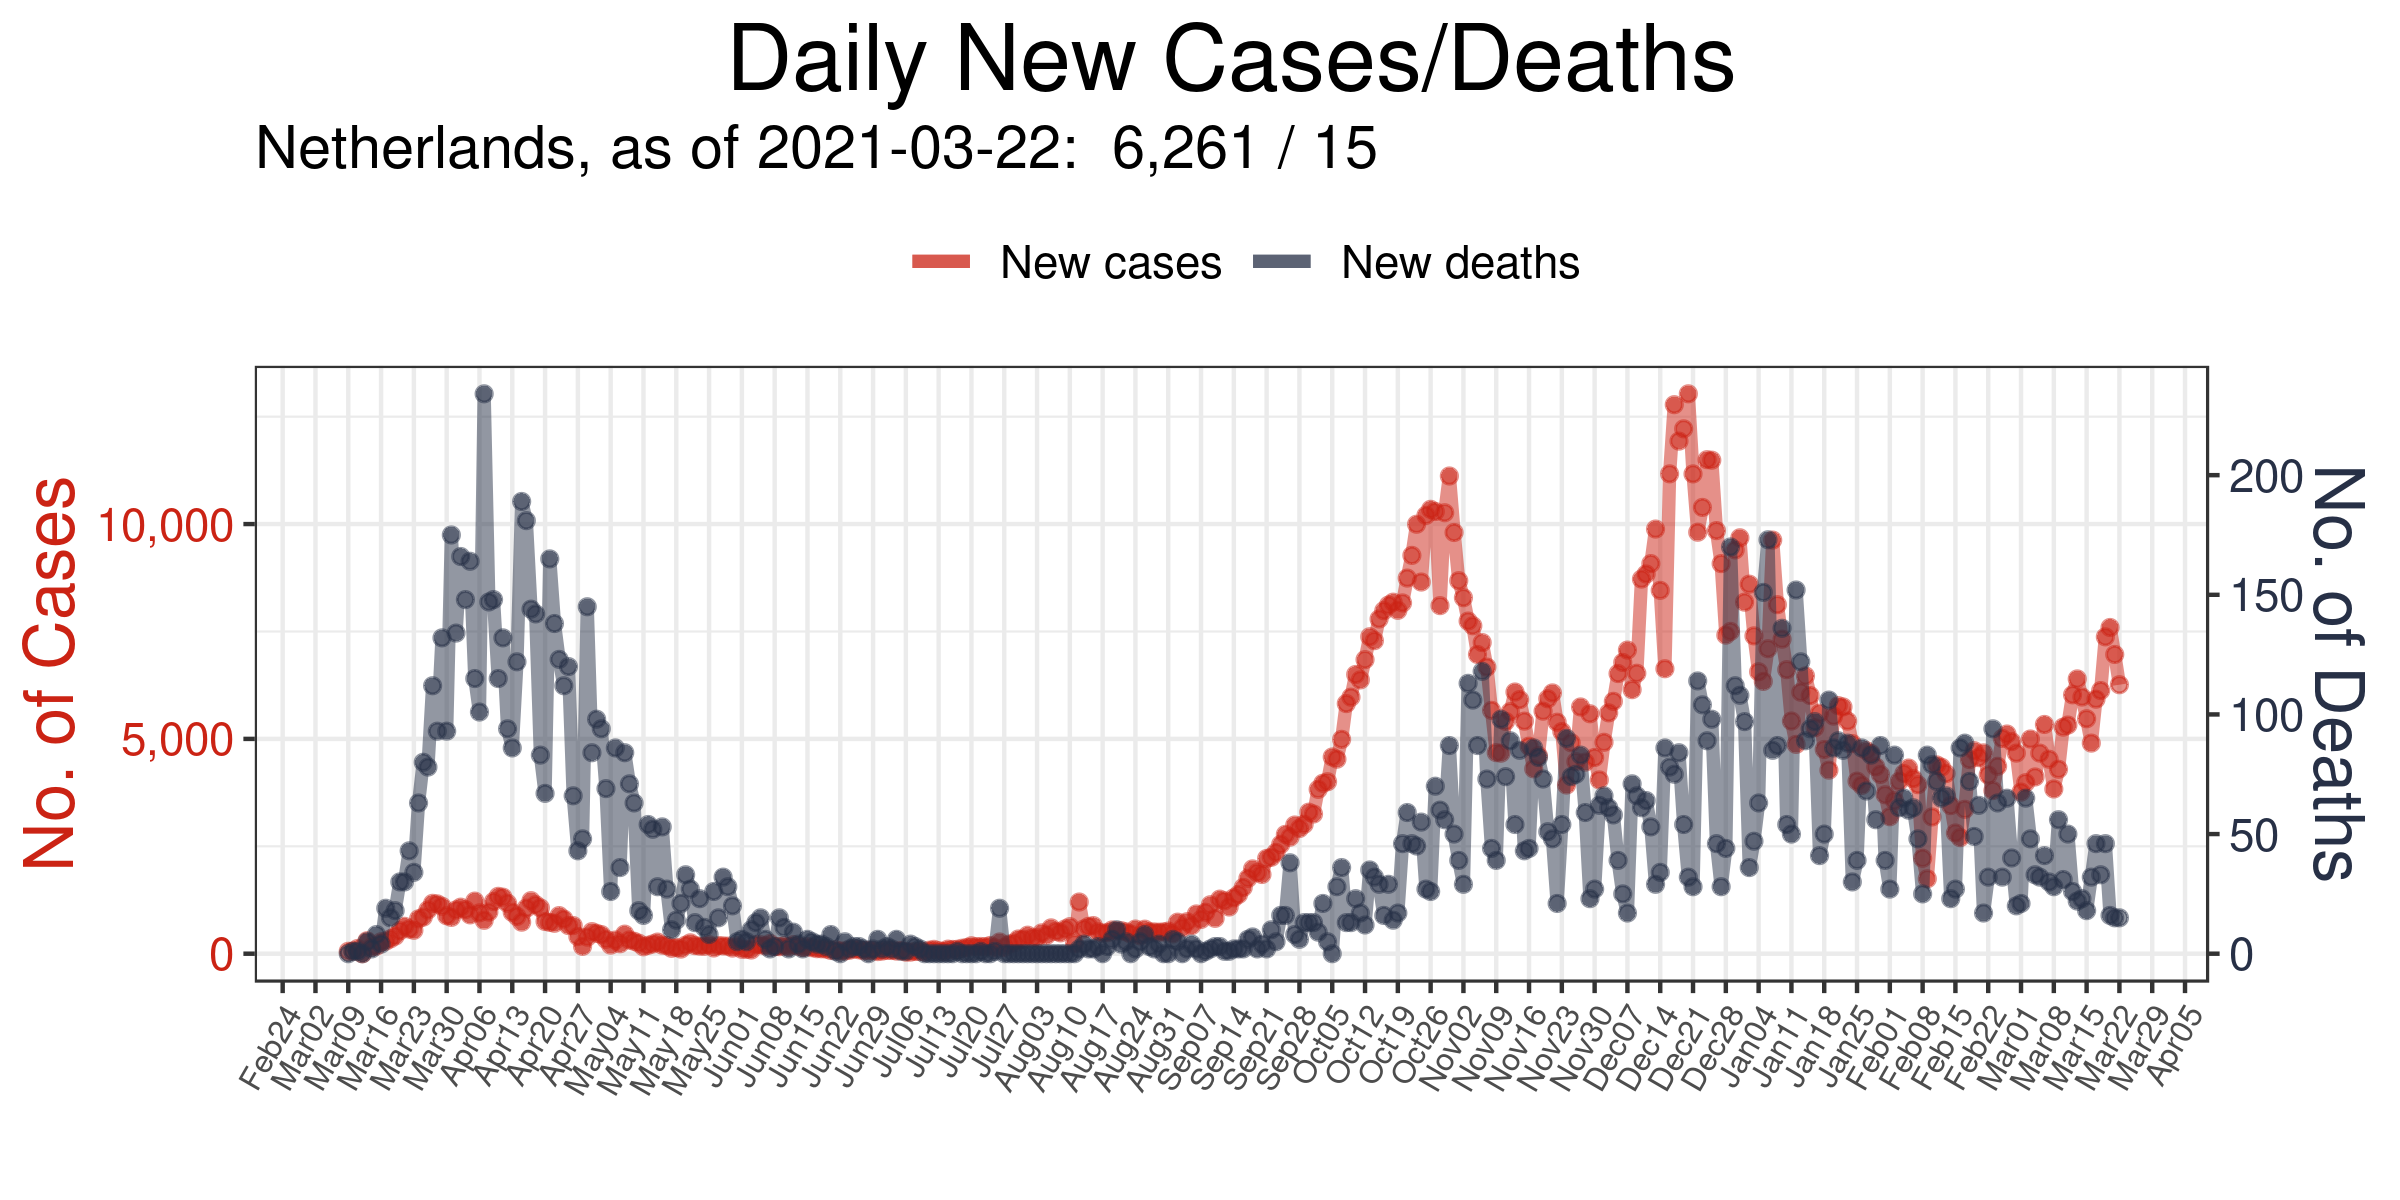 Daily New Cases/Deaths
Netherlands, as of 2021-03-22:  6,261 / 15
New cases
New deaths
No. of Cases
10,000
5,000
0
200
150
100
50
0
No. of Deaths
Feb24
Mar02
Mar09
Mar16
Mar23
Mar30
Apr06
Apr13
Apr20
Apr27
May04
May11
May18
May25
Jun01
Jun08
Jun15
Jun22
Jun29
Jul06
Jul13
Jul20
Jul27
Aug03
Aug10
Aug17
Aug24
Aug31
Sep07
Sep14
Sep21
Sep28
Oct05
Oct12
Oct19
Oct26
Nov02
Nov09
Nov16
Nov23
Nov30
Dec07
Dec14
Dec21
Dec28
Jan04
Jan11
Jan18
Jan25
Feb01
Feb08
Feb15
Feb22
Mar01
Mar08
Mar15
Mar22
Mar29
Apr05